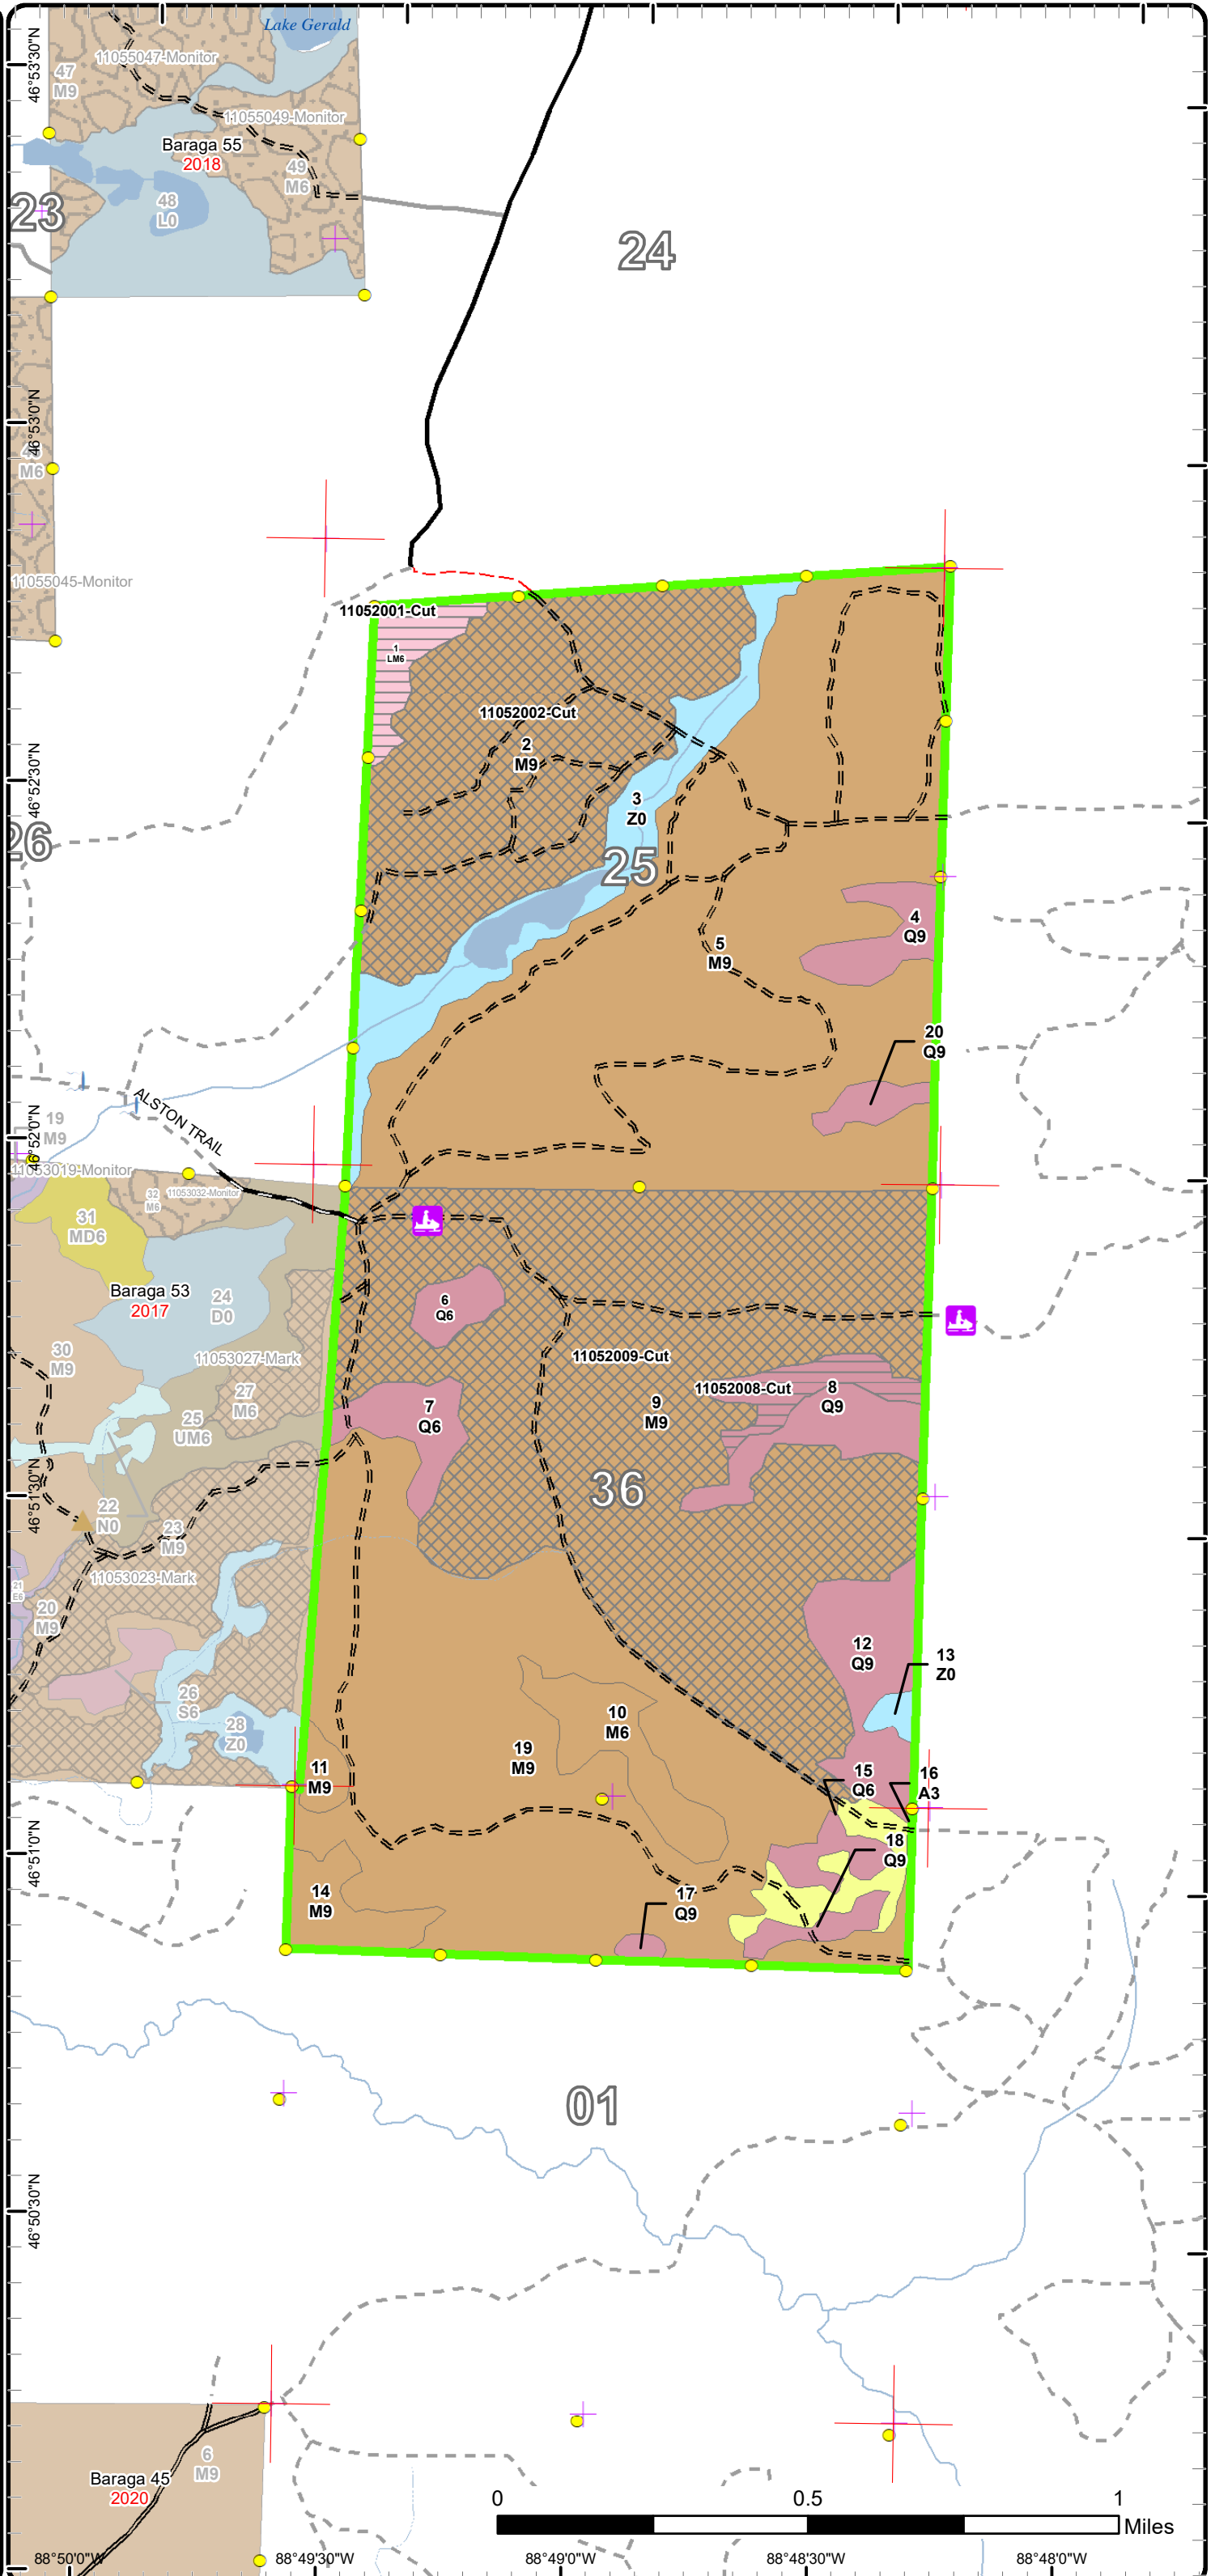 Lake Gerald
46°53'30"N
11055047-Monitor
47
M9
11055049-Monitor
Baraga 55
2018
49
M6
48
L0
23
24
46°53'0"N
M6
11055045-Monitor
11052001-Cut
1
LM6
11052002-Cut
2
M9
46°52'30"N
3
Z0
26
25
4
Q9
5
M9
20
Q9
ALSTON TRAIL
19
M9
46°52'0"N
11053019-Monitor
32
M6
11053032-Monitor
31
MD6
Baraga 53
2017
24
D0
6
Q6
30
M9
11053027-Mark
11052009-Cut
27
M6
11052008-Cut
8
Q9
7
Q6
9
M9
25
UM6
36
46°51'30"N
22
N0
23
M9
11053023-Mark
21
E6
20
M9
12
Q9
13
Z0
26
S6
28
Z0
10
M6
19
M9
11
M9
15
Q6
16
A3
46°51'0"N
18
Q9
14
M9
17
Q9
01
46°50'30"N
6
M9
Baraga 45
2020
0
0.5
1
Miles
88°50'0"W
88°49'30"W
88°49'0"W
88°48'30"W
88°48'0"W